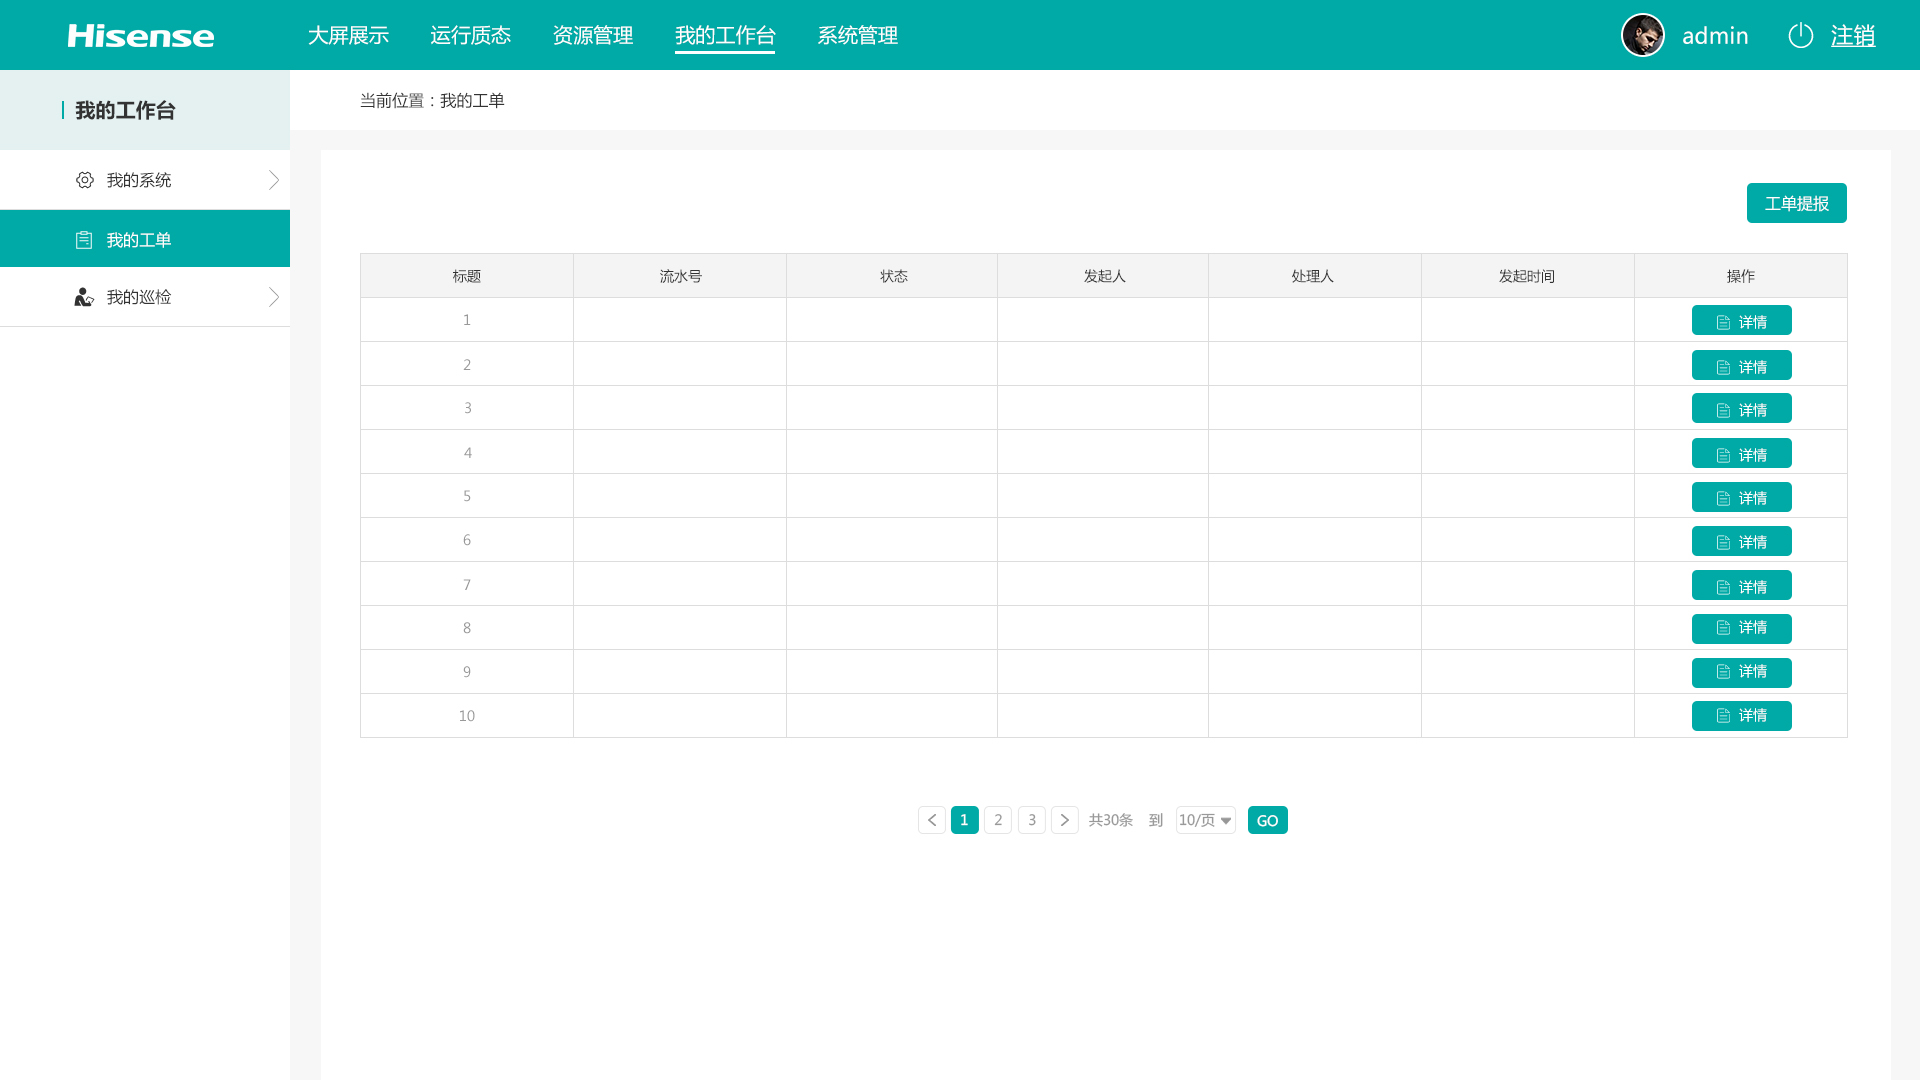 Hisense 大屏展示 运行质态 资源管理 我的工作台 系统管理 admin 注销
我的工作台
当前位置：我的工单
我的系统
我的工单
我的巡检
工单提报
标题 流水号 状态 发起人 处理人 发起时间 操作
1 详情
2 详情
3 详情
4 详情
5 详情
6 详情
7 详情
8 详情
9 详情
10 详情
1 2 3 共30条 到 10/页 GO